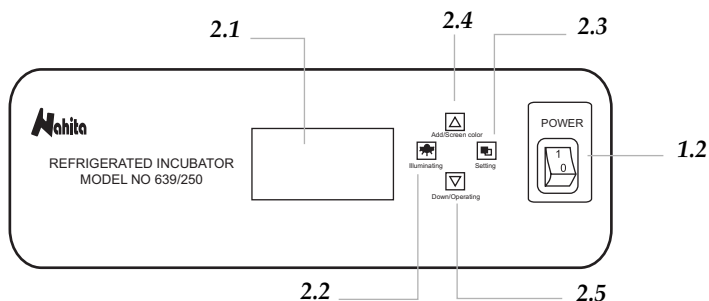 2.4
2.1
2.3
Nahita
REFRIGERATED INCUBATOR
MODEL NO 639/250
Add/Screen color
Illuminating
Setting
Down/Operating
POWER
1
0
1.2
2.2
2.5